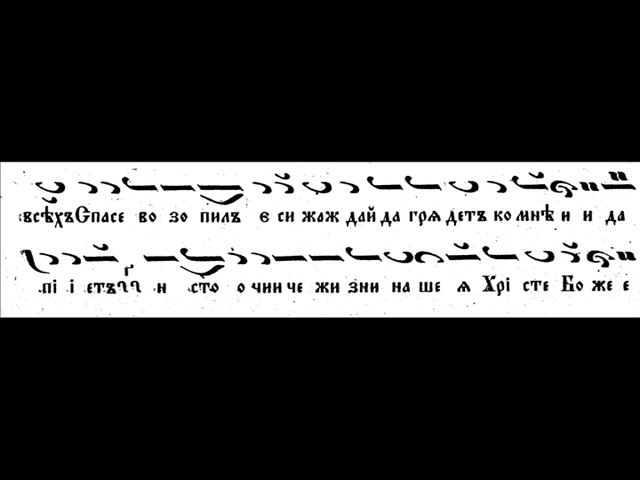 всѣхъ Спасе во зо пилъ є си жаж дай да грѧ детъ ко мнѣ и и да
пі і етъ н сто о чни че жи зни на ше ѧ Хрі сте Бо же е